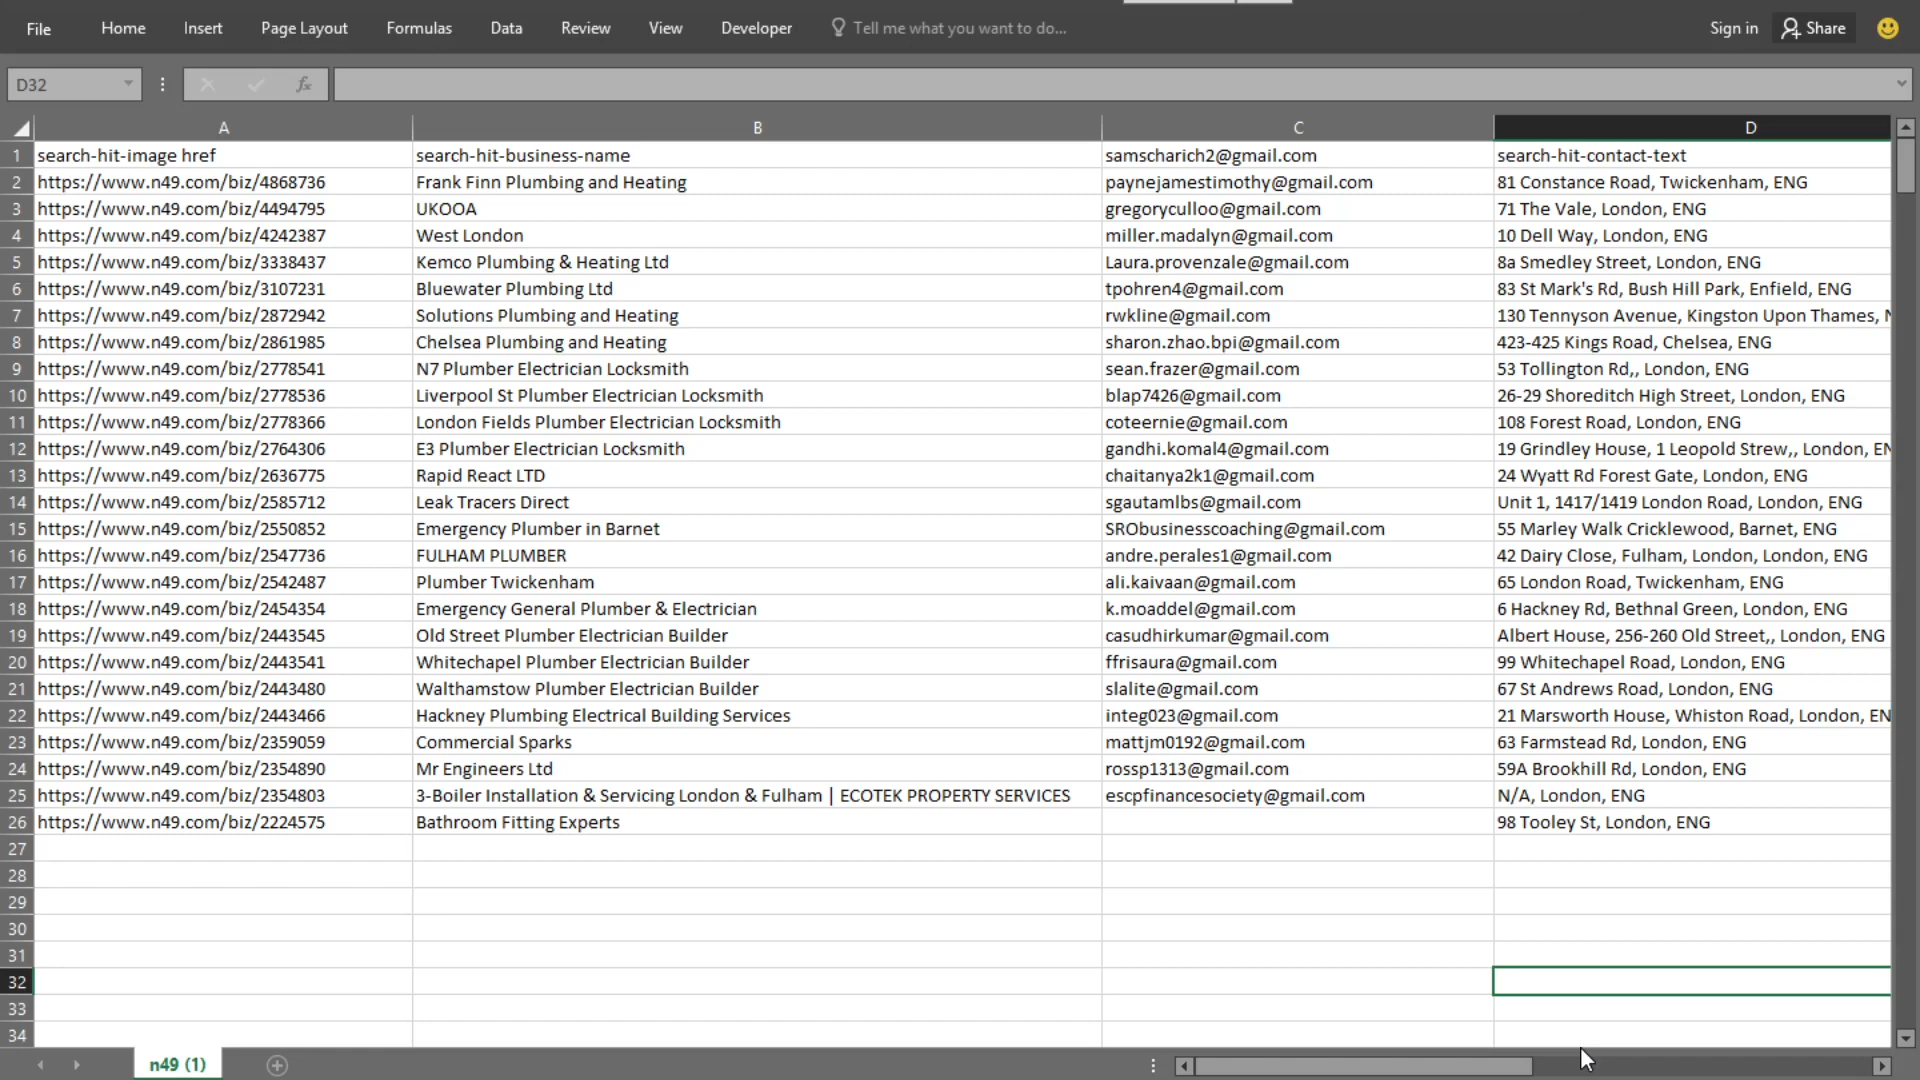 File Home Insert Page Layout Formulas Data Review View Developer Tell me what you want to do... Sign in Share
D32 fx
A B C D
1 search-hit-image href search-hit-business-name samscharich2@gmail.com search-hit-contact-text
2 https://www.n49.com/biz/4868736 Frank Finn Plumbing and Heating paynejamestimothy@gmail.com 81 Constance Road, Twickenham, ENG
3 https://www.n49.com/biz/4494795 UKOOA gregoryculloo@gmail.com 71 The Vale, London, ENG
4 https://www.n49.com/biz/4242387 West London miller.madalyn@gmail.com 10 Dell Way, London, ENG
5 https://www.n49.com/biz/3338437 Kemco Plumbing & Heating Ltd Laura.provenzale@gmail.com 8a Smedley Street, London, ENG
6 https://www.n49.com/biz/3107231 Bluewater Plumbing Ltd tpohren4@gmail.com 83 St Mark's Rd, Bush Hill Park, Enfield, ENG
7 https://www.n49.com/biz/2872942 Solutions Plumbing and Heating rwkline@gmail.com 130 Tennyson Avenue, Kingston Upon Thames,
8 https://www.n49.com/biz/2861985 Chelsea Plumbing and Heating sharon.zhao.bpi@gmail.com 423-425 Kings Road, Chelsea, ENG
9 https://www.n49.com/biz/2778541 N7 Plumber Electrician Locksmith sean.frazer@gmail.com 53 Tollington Rd,, London, ENG
10 https://www.n49.com/biz/2778536 Liverpool St Plumber Electrician Locksmith blap7426@gmail.com 26-29 Shoreditch High Street, London, ENG
11 https://www.n49.com/biz/2778366 London Fields Plumber Electrician Locksmith coteernie@gmail.com 108 Forest Road, London, ENG
12 https://www.n49.com/biz/2764306 E3 Plumber Electrician Locksmith gandhi.komal4@gmail.com 19 Grindley House, 1 Leopold Strew,, London, EN
13 https://www.n49.com/biz/2636775 Rapid React LTD chaitanya2k1@gmail.com 24 Wyatt Rd Forest Gate, London, ENG
14 https://www.n49.com/biz/2585712 Leak Tracers Direct sgautamlbs@gmail.com Unit 1, 1417/1419 London Road, London, ENG
15 https://www.n49.com/biz/2550852 Emergency Plumber in Barnet SRObusinesscoaching@gmail.com 55 Marley Walk Cricklewood, Barnet, ENG
16 https://www.n49.com/biz/2547736 FULHAM PLUMBER andre.perales1@gmail.com 42 Dairy Close, Fulham, London, London, ENG
17 https://www.n49.com/biz/2542487 Plumber Twickenham ali.kaivaan@gmail.com 65 London Road, Twickenham, ENG
18 https://www.n49.com/biz/2454354 Emergency General Plumber & Electrician k.moaddel@gmail.com 6 Hackney Rd, Bethnal Green, London, ENG
19 https://www.n49.com/biz/2443545 Old Street Plumber Electrician Builder casudhirkumar@gmail.com Albert House, 256-260 Old Street,, London, ENG
20 https://www.n49.com/biz/2443541 Whitechapel Plumber Electrician Builder ffrisaura@gmail.com 99 Whitechapel Road, London, ENG
21 https://www.n49.com/biz/2443480 Walthamstow Plumber Electrician Builder slalite@gmail.com 67 St Andrews Road, London, ENG
22 https://www.n49.com/biz/2443466 Hackney Plumbing Electrical Building Services integ023@gmail.com 21 Marsworth House, Whiston Road, London, EN
23 https://www.n49.com/biz/2359059 Commercial Sparks mattjm0192@gmail.com 63 Farmstead Rd, London, ENG
24 https://www.n49.com/biz/2354890 Mr Engineers Ltd rossp1313@gmail.com 59A Brookhill Rd, London, ENG
25 https://www.n49.com/biz/2354803 3-Boiler Installation & Servicing London & Fulham | ECOTEK PROPERTY SERVICES escpfinancesociety@gmail.com N/A, London, ENG
26 https://www.n49.com/biz/2224575 Bathroom Fitting Experts 98 Tooley St, London, ENG
27
28
29
30
31
32
33
34
n49 (1)